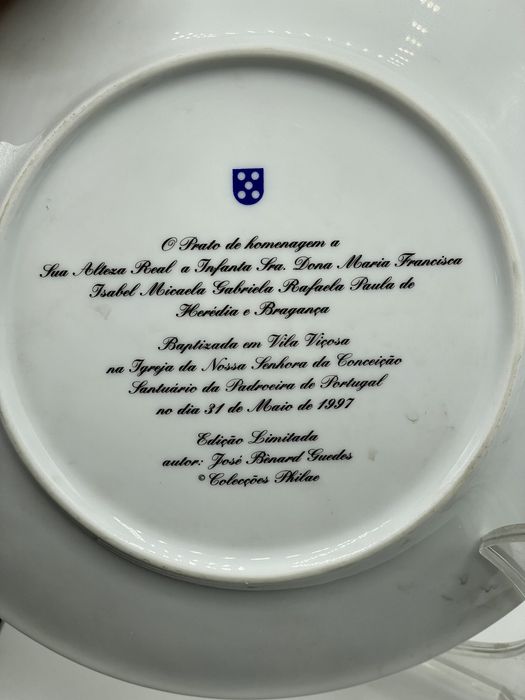 O Prato de homenagem a
Sua Alteza Real a Infanta Sra. Dona Maria Francisca
Isabel Micaela Gabriela Rafaela Paula de
Herédia e Bragança
Baptizada em Vila Viçosa
na Igreja da Nossa Senhora da Conceição
Santuário da Padroeira de Portugal
no dia 31 de Maio de 1997
Edição Limitada
autor: José Bènard Guedes
© Colecções Philae